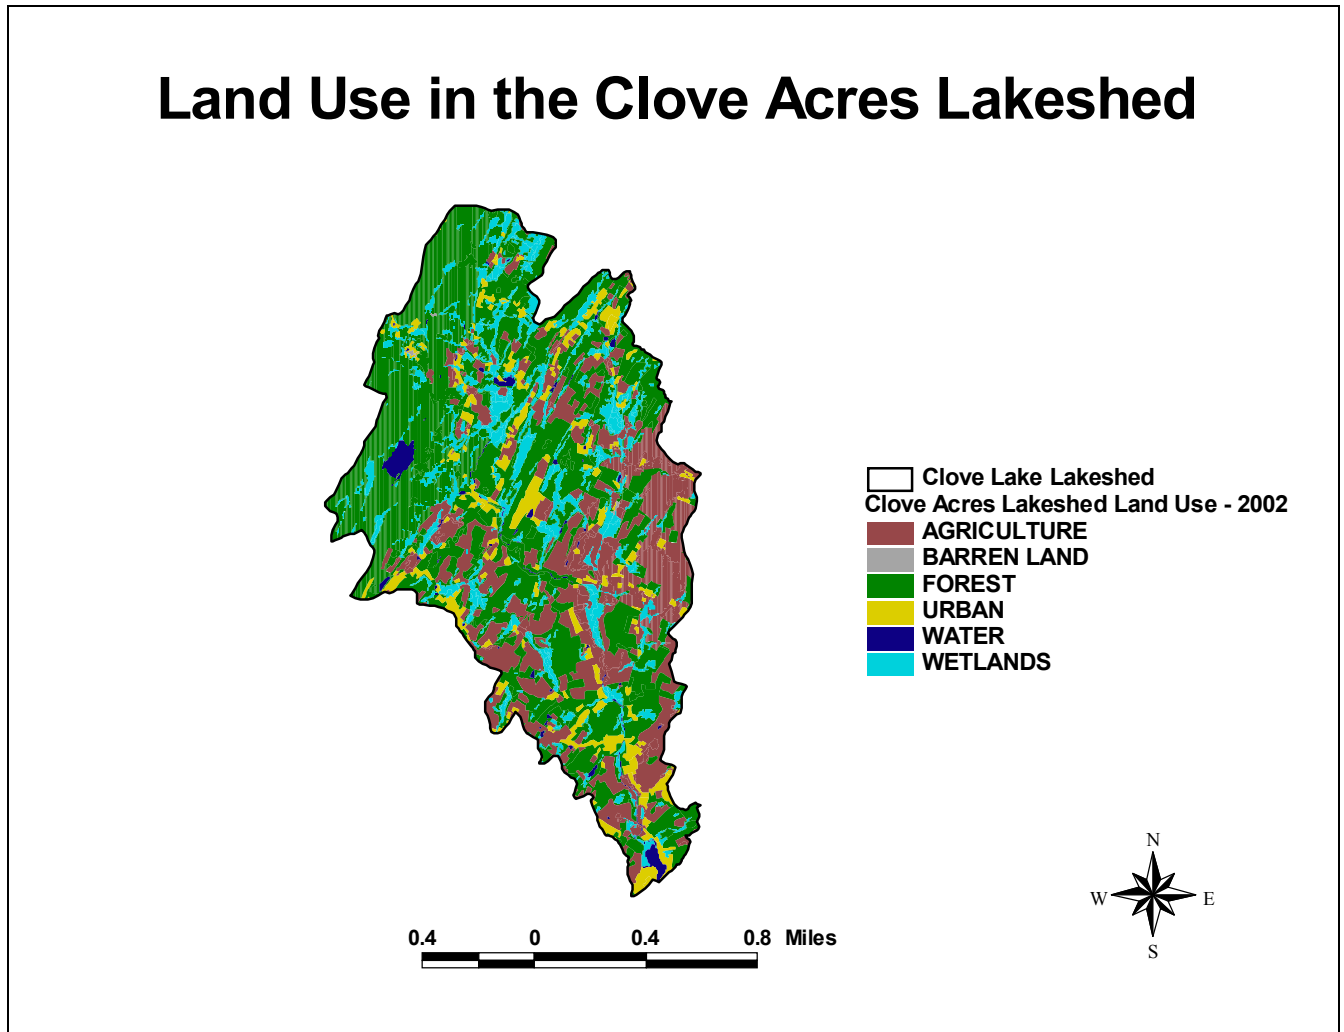 Land Use in the Clove Acres Lakeshed
Clove Lake Lakeshed
Clove Acres Lakeshed Land Use - 2002
AGRICULTURE
BARREN LAND
FOREST
URBAN
WATER
WETLANDS
N
W E
S
0.4 0 0.4 0.8 Miles